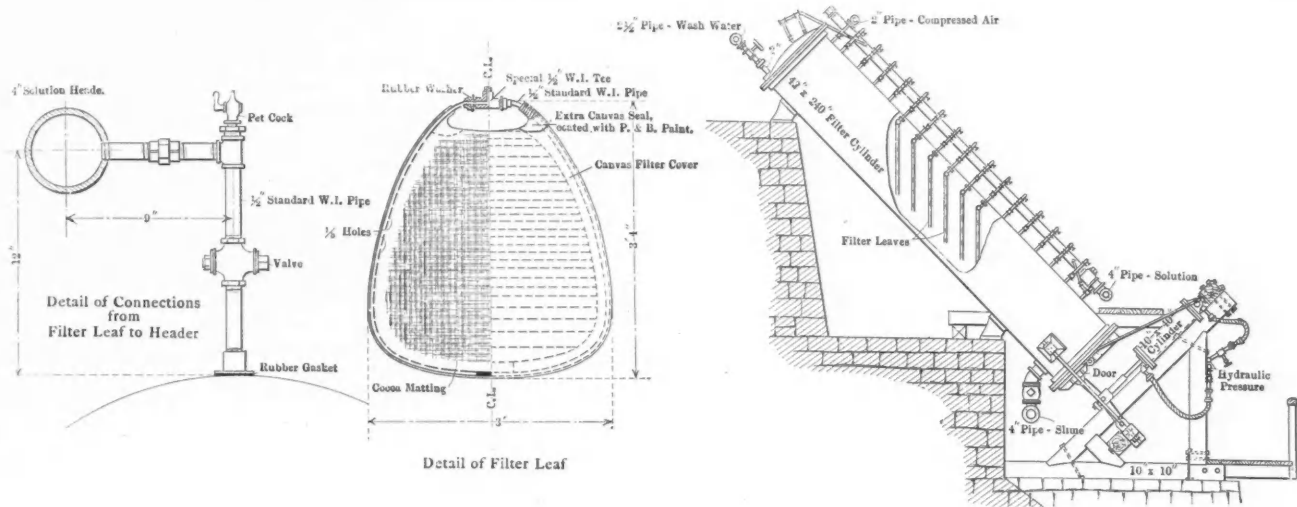 4" Solution Heade.
Pet Cock
9"
12"
½" Standard W.I. Pipe
Valve
Detail of Connections
from
Filter Leaf to Header
Rubber Gasket
C.L.
Rubber Washer
Special ½" W.I. Tee
½" Standard W.I. Pipe
Extra Canvas Seal,
coated with P. & B. Paint.
Canvas Filter Cover
⅛ Holes
3'4"
Cocoa Matting
C.L.
3'
Detail of Filter Leaf
2½" Pipe - Wash Water
2" Pipe - Compressed Air
42" x 240" Filter Cylinder
Filter Leaves
4" Pipe - Solution
10" x 40"
Cylinder
Door
Hydraulic
Pressure
4" Pipe - Slime
10" x 10"